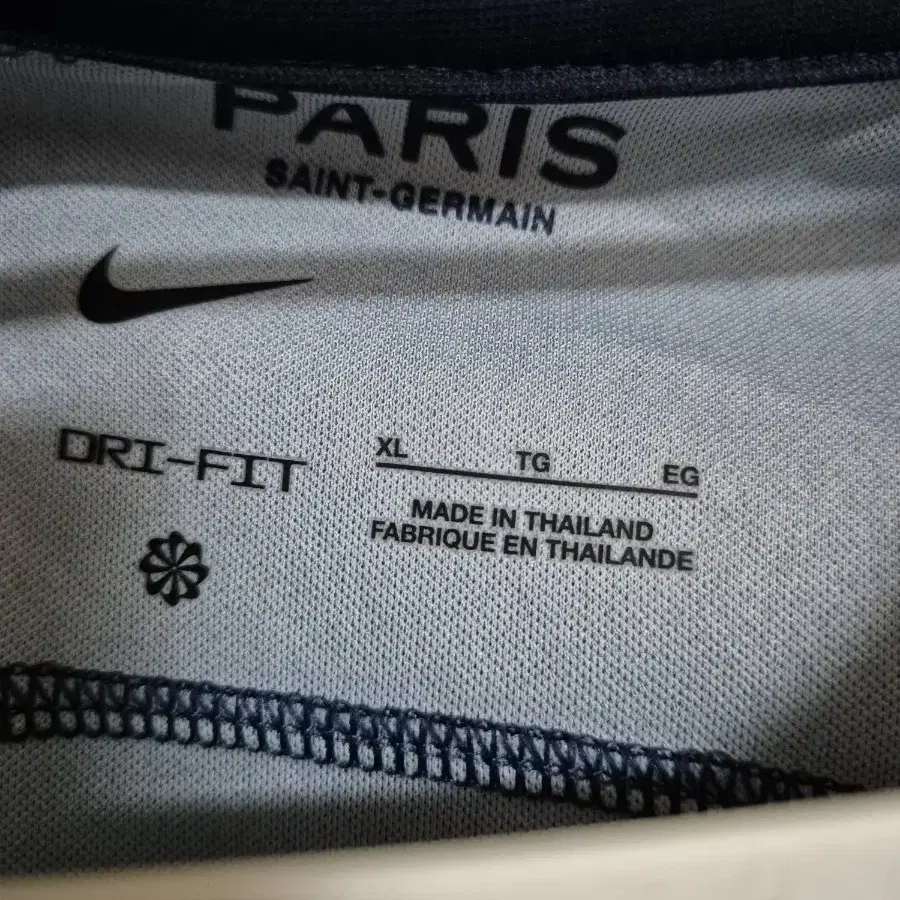 PARIS
SAINT-GERMAIN
DRI-FIT
XL TG EG
MADE IN THAILAND
FABRIQUE EN THAILANDE